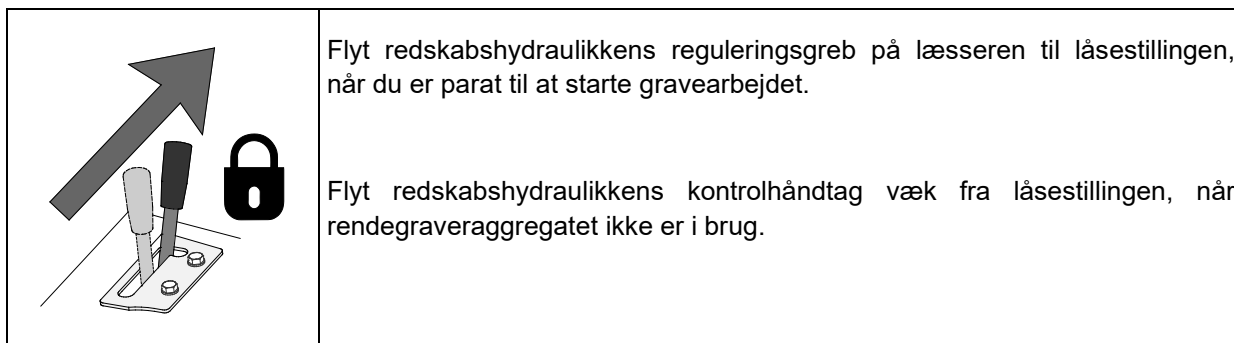 Flyt redskabshydraulikkens reguleringsgreb på læsseren til låsestillingen,
når du er parat til at starte gravearbejdet.
Flyt redskabshydraulikkens kontrolhåndtag væk fra låsestillingen, når
rendegraveraggregatet ikke er i brug.